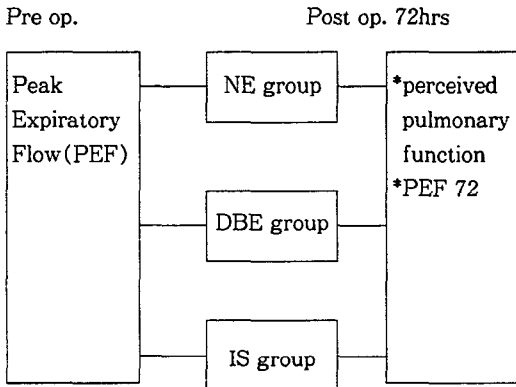 Pre op.
Post op. 72hrs
Peak
Expiratory
Flow(PEF)
NE group
DBE group
IS group
*perceived
pulmonary
function
*PEF 72